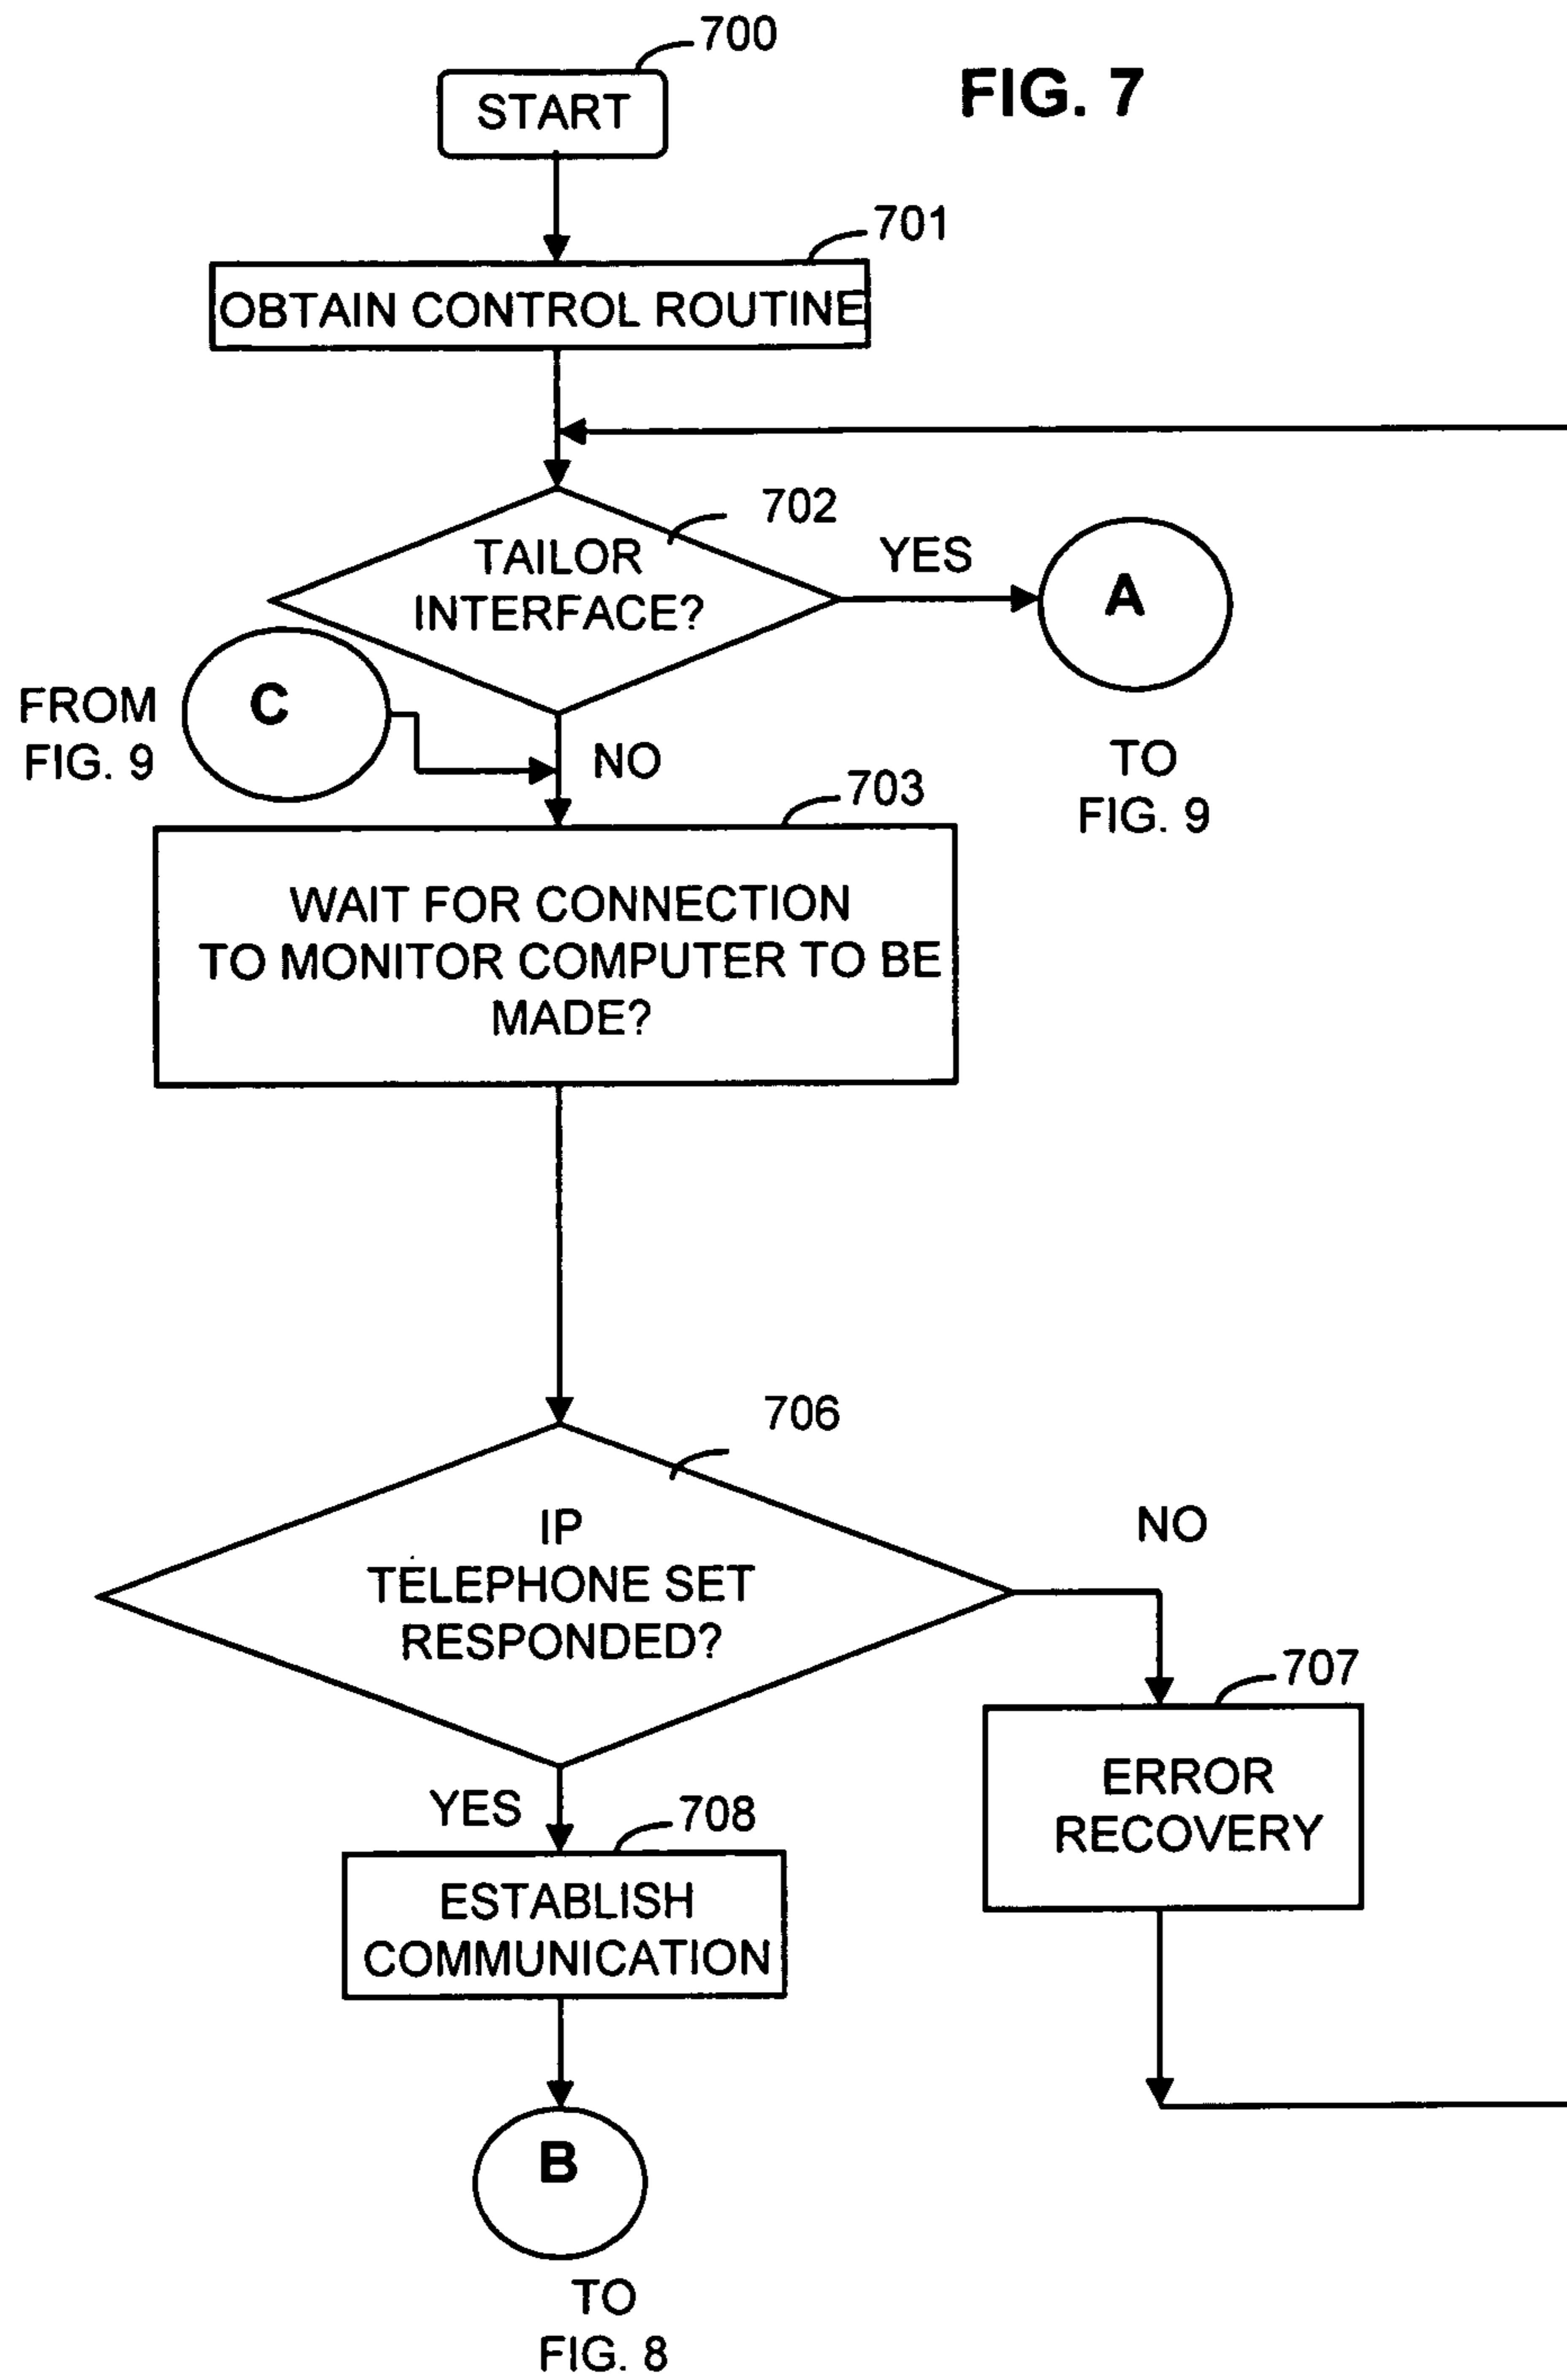 700
FIG. 7
START
701
OBTAIN CONTROL ROUTINE
702
TAILOR
INTERFACE?
YES
A
FROM
FIG. 9
C
NO
TO
FIG. 9
703
WAIT FOR CONNECTION
TO MONITOR COMPUTER TO BE
MADE?
706
IP
TELEPHONE SET
RESPONDED?
NO
707
ERROR
RECOVERY
YES
708
ESTABLISH
COMMUNICATION
B
TO
FIG. 8